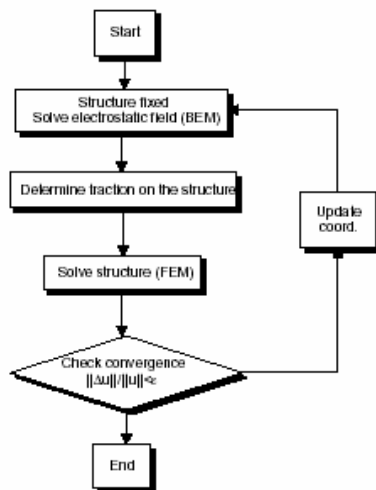 Start
Structure fixed
Solve electrostatic field (BEM)
Determine traction on the structure
Update
coord.
Solve structure (FEM)
Check convergence
||Δu||/||u||<ε
End